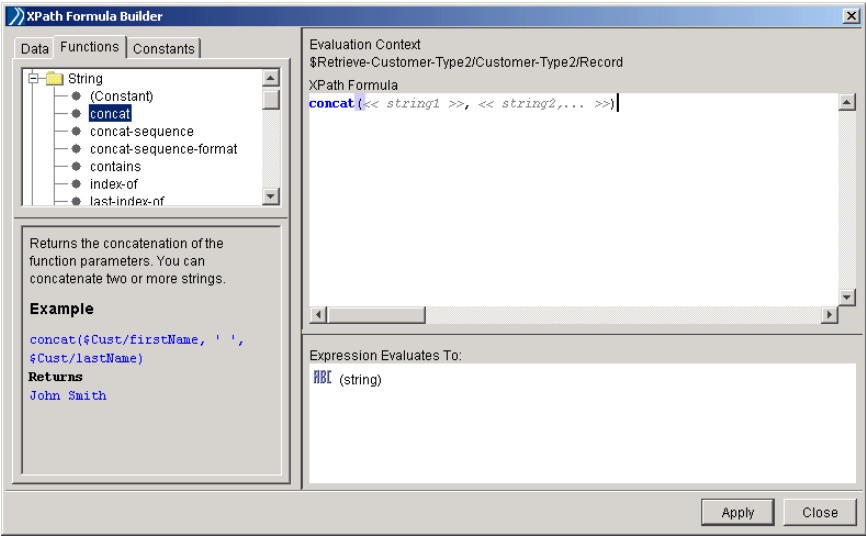 XPath Formula Builder
Data Functions Constants
String
(Constant)
concat
concat-sequence
concat-sequence-format
contains
index-of
last-index-of
Returns the concatenation of the
function parameters. You can
concatenate two or more strings.
Example
concat($Cust/firstName, ' ',
$Cust/lastName)
Returns
John Smith
Evaluation Context
$Retrieve-Customer-Type2/Customer-Type2/Record
XPath Formula
concat(<< string1 >>, << string2,... >>)
Expression Evaluates To:
ABC (string)
Apply Close